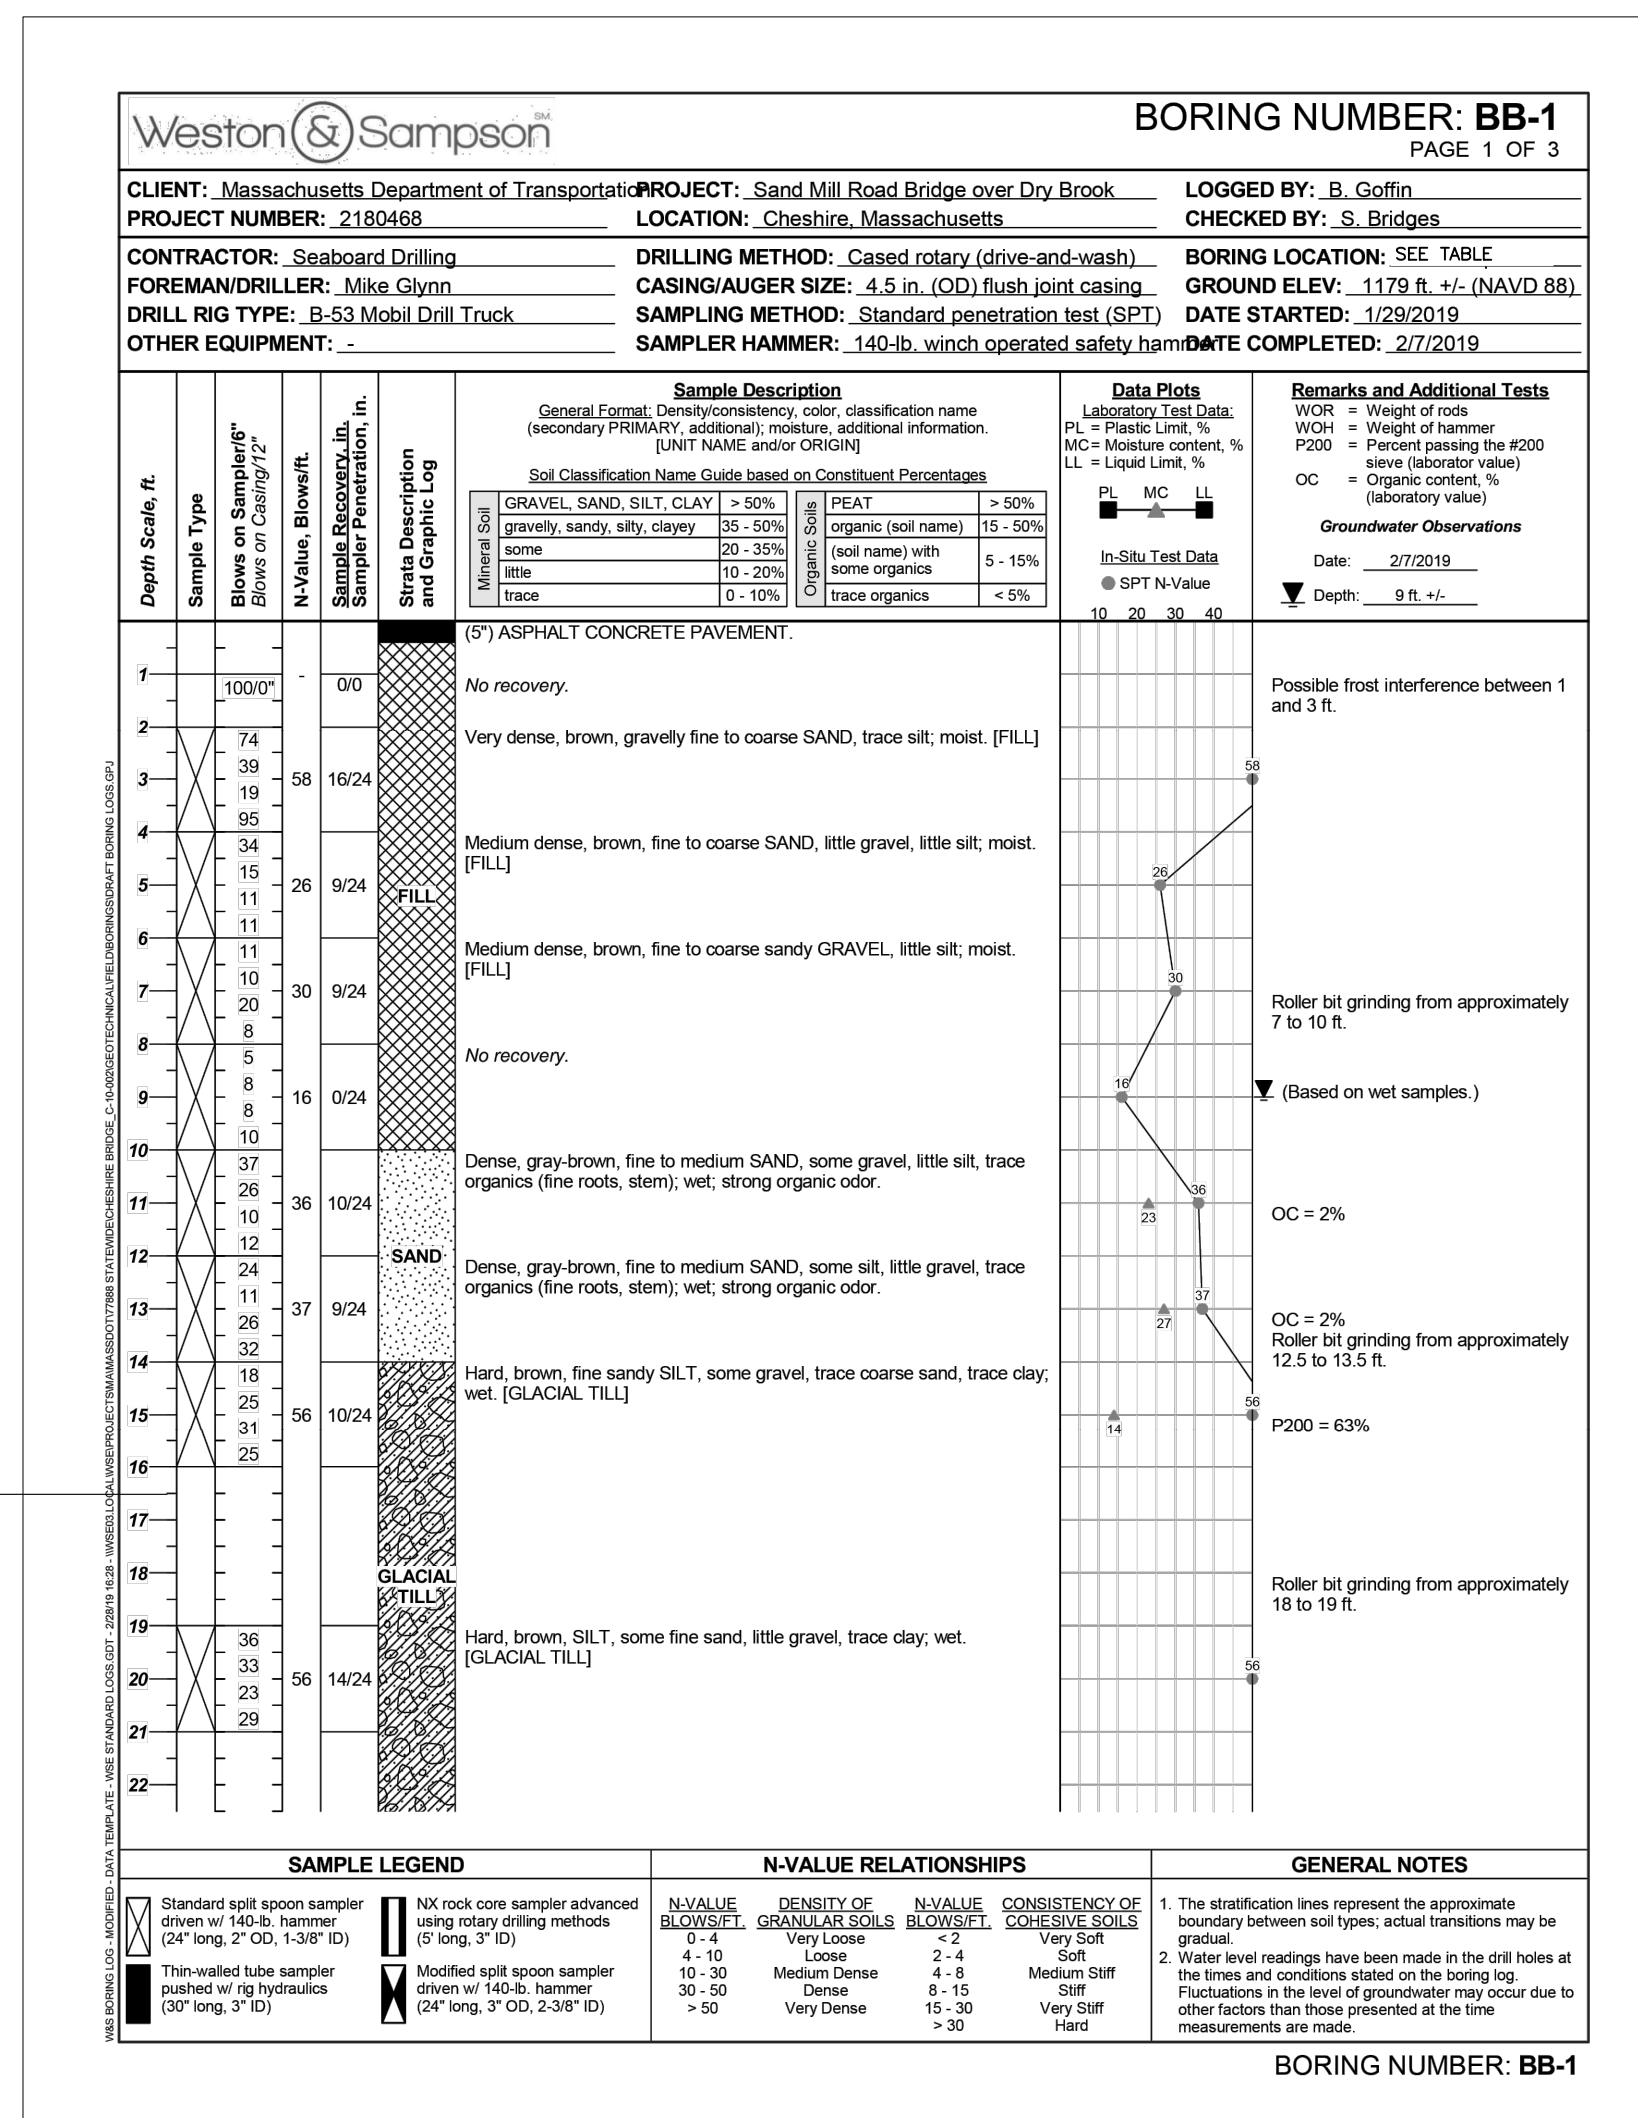 Weston & Sampson SM
BORING NUMBER: BB-1
PAGE 1 OF 3
CLIENT: Massachusetts Department of Transportation
PROJECT: Sand Mill Road Bridge over Dry Brook
LOGGED BY: B. Goffin
PROJECT NUMBER: 2180468
LOCATION: Cheshire, Massachusetts
CHECKED BY: S. Bridges
CONTRACTOR: Seaboard Drilling
DRILLING METHOD: Cased rotary (drive-and-wash)
BORING LOCATION: SEE TABLE
FOREMAN/DRILLER: Mike Glynn
CASING/AUGER SIZE: 4.5 in. (OD) flush joint casing
GROUND ELEV: 1179 ft. +/- (NAVD 88)
DRILL RIG TYPE: B-53 Mobil Drill Truck
SAMPLING METHOD: Standard penetration test (SPT)
DATE STARTED: 1/29/2019
OTHER EQUIPMENT: -
SAMPLER HAMMER: 140-lb. winch operated safety hammer
DATE COMPLETED: 2/7/2019
Depth Scale, ft.
Sample Type
Blows on Sampler/6"
Blows on Casing/12"
N-Value, Blows/ft.
Sample Recovery, in.
Sampler Penetration, in.
Strata Description
and Graphic Log
Sample Description
General Format: Density/consistency, color, classification name
(secondary PRIMARY, additional); moisture, additional information.
[UNIT NAME and/or ORIGIN]
Soil Classification Name Guide based on Constituent Percentages
Mineral Soil
GRAVEL, SAND, SILT, CLAY > 50%
gravelly, sandy, silty, clayey 35 - 50%
some 20 - 35%
little 10 - 20%
trace 0 - 10%
Organic Soils
PEAT > 50%
organic (soil name) 15 - 50%
(soil name) with
some organics 5 - 15%
trace organics < 5%
Data Plots
Laboratory Test Data:
PL = Plastic Limit, %
MC = Moisture content, %
LL = Liquid Limit, %
PL MC LL
In-Situ Test Data
SPT N-Value
10 20 30 40
Remarks and Additional Tests
WOR = Weight of rods
WOH = Weight of hammer
P200 = Percent passing the #200
sieve (laborator value)
OC = Organic content, %
(laboratory value)
Groundwater Observations
Date: 2/7/2019
Depth: 9 ft. +/-
(5") ASPHALT CONCRETE PAVEMENT.
1
-
100/0"
0/0
No recovery.
Possible frost interference between 1
and 3 ft.
2
74
Very dense, brown, gravelly fine to coarse SAND, trace silt; moist. [FILL]
39
3
58
16/24
58
19
95
4
34
Medium dense, brown, fine to coarse SAND, little gravel, little silt; moist.
[FILL]
15
5
26
9/24
FILL
26
11
11
6
11
Medium dense, brown, fine to coarse sandy GRAVEL, little silt; moist.
[FILL]
10
7
30
9/24
30
20
Roller bit grinding from approximately
7 to 10 ft.
8
8
5
No recovery.
8
9
16
0/24
16
(Based on wet samples.)
8
10
10
37
Dense, gray-brown, fine to medium SAND, some gravel, little silt, trace
organics (fine roots, stem); wet; strong organic odor.
26
11
36
10/24
36
23
10
OC = 2%
12
12
SAND
24
Dense, gray-brown, fine to medium SAND, some silt, little gravel, trace
organics (fine roots, stem); wet; strong organic odor.
11
13
37
9/24
37
27
26
OC = 2%
Roller bit grinding from approximately
12.5 to 13.5 ft.
32
14
18
Hard, brown, fine sandy SILT, some gravel, trace coarse sand, trace clay;
wet. [GLACIAL TILL]
25
15
56
10/24
56
14
31
P200 = 63%
25
16
17
18
GLACIAL
TILL
Roller bit grinding from approximately
18 to 19 ft.
19
36
Hard, brown, SILT, some fine sand, little gravel, trace clay; wet.
[GLACIAL TILL]
33
20
56
14/24
56
23
29
21
22
W&S BORING LOG - MODIFIED - DATA TEMPLATE - WSE STANDARD LOGS.GDT - 2/28/19 16:28 - \\WSE03.LOCAL\WSE\PROJECTS\MA\MASSDOT\77888 STATEWIDE\CHESHIRE BRIDGE_C-10-002\GEOTECHNICAL\FIELD\BORINGS\DRAFT BORING LOGS.GPJ
SAMPLE LEGEND
Standard split spoon sampler
driven w/ 140-lb. hammer
(24" long, 2" OD, 1-3/8" ID)
NX rock core sampler advanced
using rotary drilling methods
(5' long, 3" ID)
Thin-walled tube sampler
pushed w/ rig hydraulics
(30" long, 3" ID)
Modified split spoon sampler
driven w/ 140-lb. hammer
(24" long, 3" OD, 2-3/8" ID)
N-VALUE RELATIONSHIPS
N-VALUE DENSITY OF N-VALUE CONSISTENCY OF
BLOWS/FT. GRANULAR SOILS BLOWS/FT. COHESIVE SOILS
0 - 4 Very Loose < 2 Very Soft
4 - 10 Loose 2 - 4 Soft
10 - 30 Medium Dense 4 - 8 Medium Stiff
30 - 50 Dense 8 - 15 Stiff
> 50 Very Dense 15 - 30 Very Stiff
> 30 Hard
GENERAL NOTES
1. The stratification lines represent the approximate
boundary between soil types; actual transitions may be
gradual.
2. Water level readings have been made in the drill holes at
the times and conditions stated on the boring log.
Fluctuations in the level of groundwater may occur due to
other factors than those presented at the time
measurements are made.
BORING NUMBER: BB-1